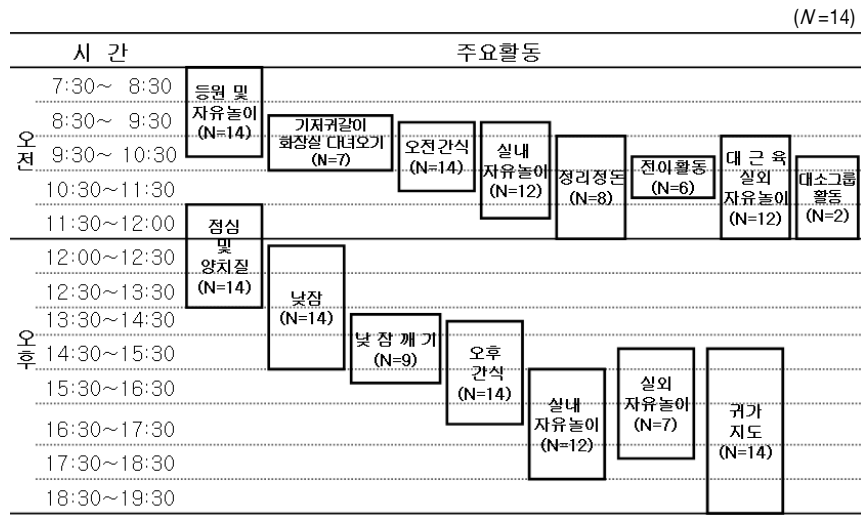 (N=14)
시 간 주요활동
오전
7:30~ 8:30
8:30~ 9:30
9:30~ 10:30
10:30~11:30
11:30~12:00
등원 및
자유놀이
(N=14)
기저귀갈이
화장실 다녀오기
(N=7)
오전간식
(N=14)
실내
자유놀이
(N=12)
정리정돈
(N=8)
전이활동
(N=6)
대 근 육
실외
자유놀이
(N=12)
대소그룹
활동
(N=2)
점심
및
양치질
(N=14)
오후
12:00~12:30
12:30~13:30
13:30~14:30
14:30~15:30
15:30~16:30
16:30~17:30
17:30~18:30
18:30~19:30
낮잠
(N=14)
낮 잠 깨 기
(N=9)
오후
간식
(N=14)
실내
자유놀이
(N=12)
실외
자유놀이
(N=7)
귀가
지도
(N=14)